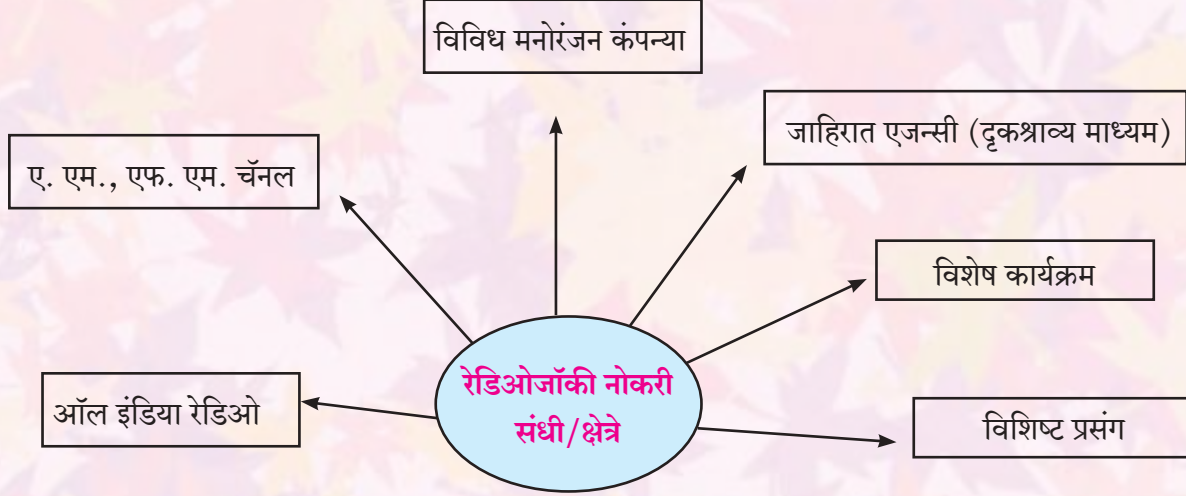 विविध मनोरंजन कंपन्या
जाहिरात एजन्सी (दृकश्राव्य माध्यम)
ए. एम., एफ. एम. चॅनल
विशेष कार्यक्रम
रेडिओजॉकी नोकरी
संधी/क्षेत्रे
ऑल इंडिया रेडिओ
विशिष्ट प्रसंग